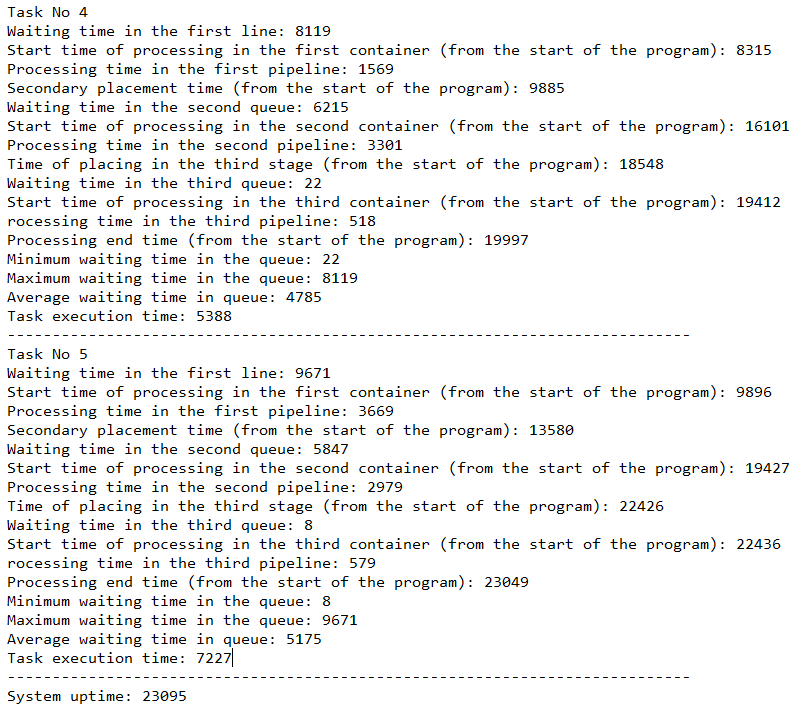 Task No 4
Waiting time in the first line: 8119
Start time of processing in the first container (from the start of the program): 8315
Processing time in the first pipeline: 1569
Secondary placement time (from the start of the program): 9885
Waiting time in the second queue: 6215
Start time of processing in the second container (from the start of the program): 16101
Processing time in the second pipeline: 3301
Time of placing in the third stage (from the start of the program): 18548
Waiting time in the third queue: 22
Start time of processing in the third container (from the start of the program): 19412
rocessing time in the third pipeline: 518
Processing end time (from the start of the program): 19997
Minimum waiting time in the queue: 22
Maximum waiting time in the queue: 8119
Average waiting time in queue: 4785
Task execution time: 5388
----------------------------------------------------------------------------
Task No 5
Waiting time in the first line: 9671
Start time of processing in the first container (from the start of the program): 9896
Processing time in the first pipeline: 3669
Secondary placement time (from the start of the program): 13580
Waiting time in the second queue: 5847
Start time of processing in the second container (from the start of the program): 19427
Processing time in the second pipeline: 2979
Time of placing in the third stage (from the start of the program): 22426
Waiting time in the third queue: 8
Start time of processing in the third container (from the start of the program): 22436
rocessing time in the third pipeline: 579
Processing end time (from the start of the program): 23049
Minimum waiting time in the queue: 8
Maximum waiting time in the queue: 9671
Average waiting time in queue: 5175
Task execution time: 7227
----------------------------------------------------------------------------
System uptime: 23095